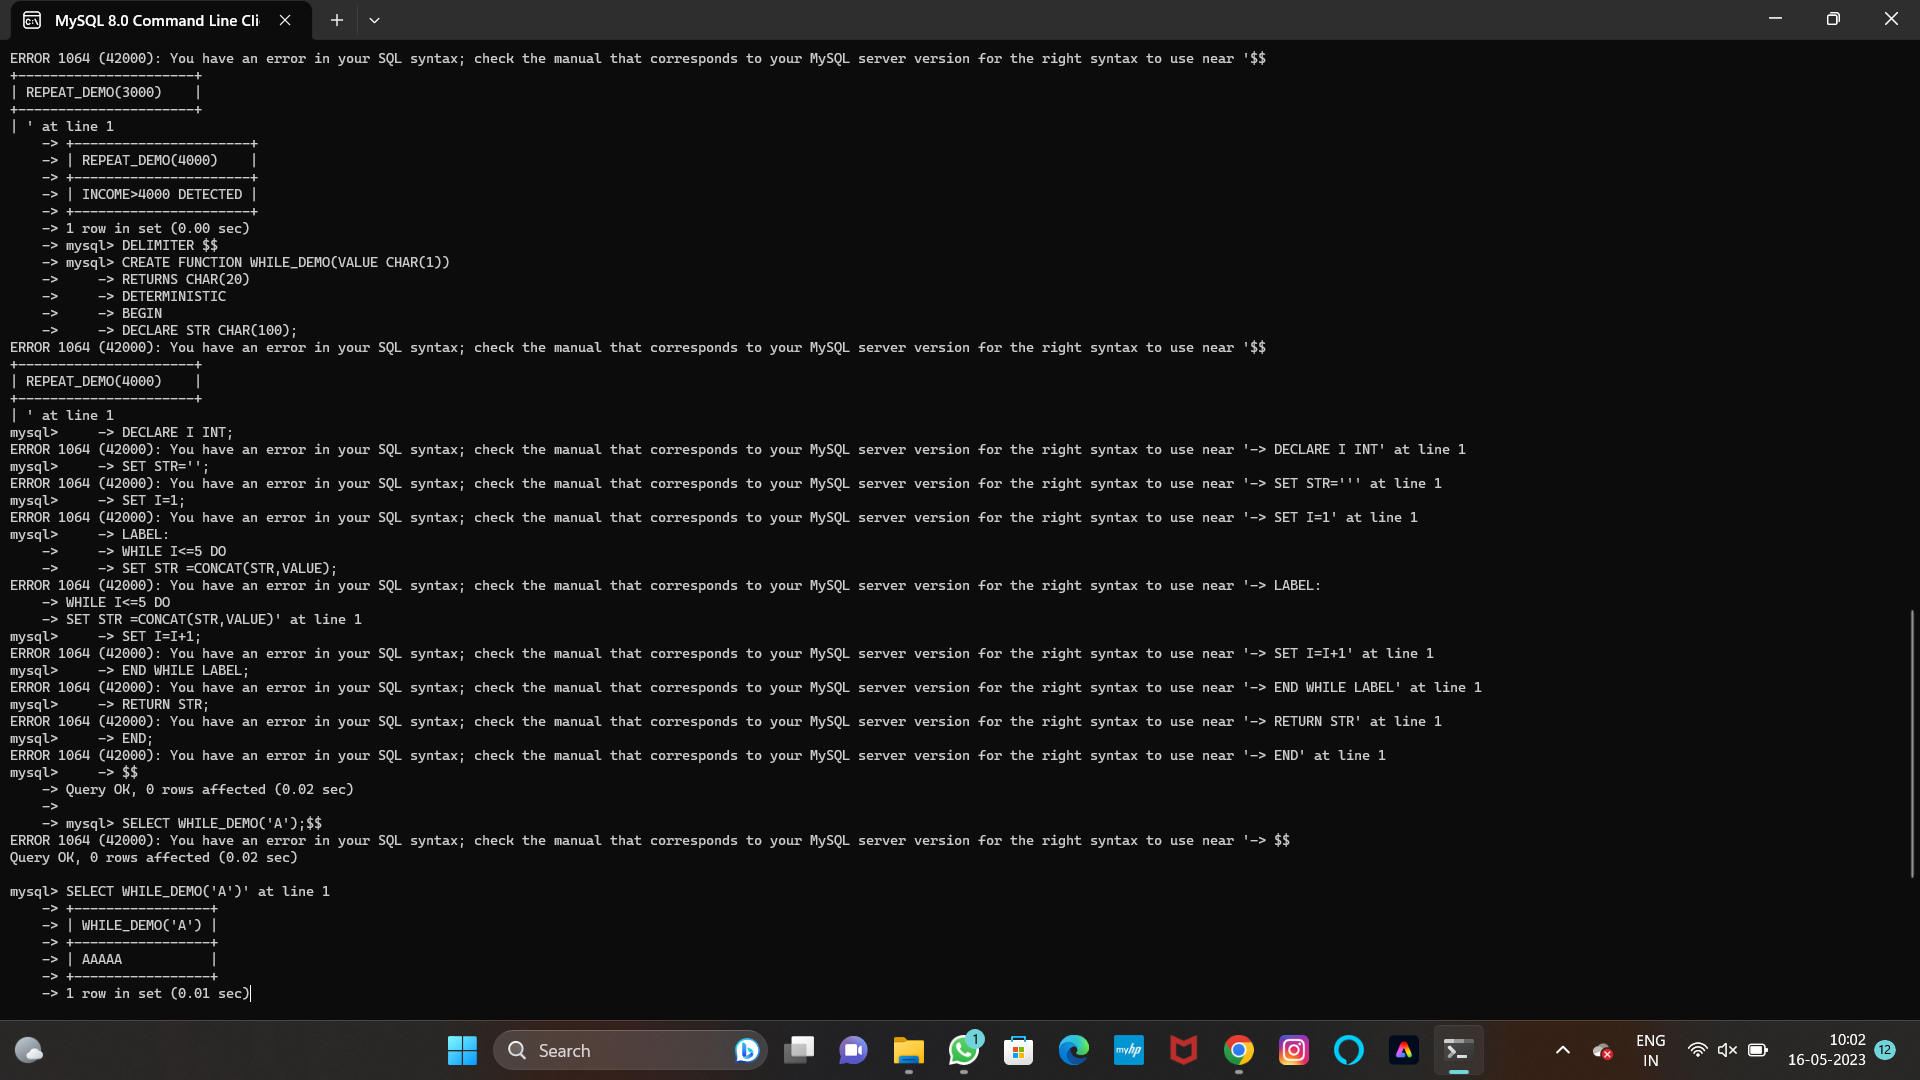 MySQL 8.0 Command Line Cli
ERROR 1064 (42000): You have an error in your SQL syntax; check the manual that corresponds to your MySQL server version for the right syntax to use near '$$
+----------------------+
| REPEAT_DEMO(3000)    |
+----------------------+
| ' at line 1
    -> +----------------------+
    -> | REPEAT_DEMO(4000)    |
    -> +----------------------+
    -> | INCOME>4000 DETECTED |
    -> +----------------------+
    -> 1 row in set (0.00 sec)
    -> mysql> DELIMITER $$
    -> mysql> CREATE FUNCTION WHILE_DEMO(VALUE CHAR(1))
    ->     -> RETURNS CHAR(20)
    ->     -> DETERMINISTIC
    ->     -> BEGIN
    ->     -> DECLARE STR CHAR(100);
ERROR 1064 (42000): You have an error in your SQL syntax; check the manual that corresponds to your MySQL server version for the right syntax to use near '$$
+----------------------+
| REPEAT_DEMO(4000)    |
+----------------------+
| ' at line 1
mysql>     -> DECLARE I INT;
ERROR 1064 (42000): You have an error in your SQL syntax; check the manual that corresponds to your MySQL server version for the right syntax to use near '-> DECLARE I INT' at line 1
mysql>     -> SET STR='';
ERROR 1064 (42000): You have an error in your SQL syntax; check the manual that corresponds to your MySQL server version for the right syntax to use near '-> SET STR=''' at line 1
mysql>     -> SET I=1;
ERROR 1064 (42000): You have an error in your SQL syntax; check the manual that corresponds to your MySQL server version for the right syntax to use near '-> SET I=1' at line 1
mysql>     -> LABEL:
    ->     -> WHILE I<=5 DO
    ->     -> SET STR =CONCAT(STR,VALUE);
ERROR 1064 (42000): You have an error in your SQL syntax; check the manual that corresponds to your MySQL server version for the right syntax to use near '-> LABEL:
    -> WHILE I<=5 DO
    -> SET STR =CONCAT(STR,VALUE)' at line 1
mysql>     -> SET I=I+1;
ERROR 1064 (42000): You have an error in your SQL syntax; check the manual that corresponds to your MySQL server version for the right syntax to use near '-> SET I=I+1' at line 1
mysql>     -> END WHILE LABEL;
ERROR 1064 (42000): You have an error in your SQL syntax; check the manual that corresponds to your MySQL server version for the right syntax to use near '-> END WHILE LABEL' at line 1
mysql>     -> RETURN STR;
ERROR 1064 (42000): You have an error in your SQL syntax; check the manual that corresponds to your MySQL server version for the right syntax to use near '-> RETURN STR' at line 1
mysql>     -> END;
ERROR 1064 (42000): You have an error in your SQL syntax; check the manual that corresponds to your MySQL server version for the right syntax to use near '-> END' at line 1
mysql>     -> $$
    -> Query OK, 0 rows affected (0.02 sec)
    ->
    -> mysql> SELECT WHILE_DEMO('A');$$
ERROR 1064 (42000): You have an error in your SQL syntax; check the manual that corresponds to your MySQL server version for the right syntax to use near '-> $$
Query OK, 0 rows affected (0.02 sec)
mysql> SELECT WHILE_DEMO('A')' at line 1
    -> +-----------------+
    -> | WHILE_DEMO('A') |
    -> +-----------------+
    -> | AAAAA           |
    -> +-----------------+
    -> 1 row in set (0.01 sec)
Search
1
myhp
ENG
IN
10:02
16-05-2023
12